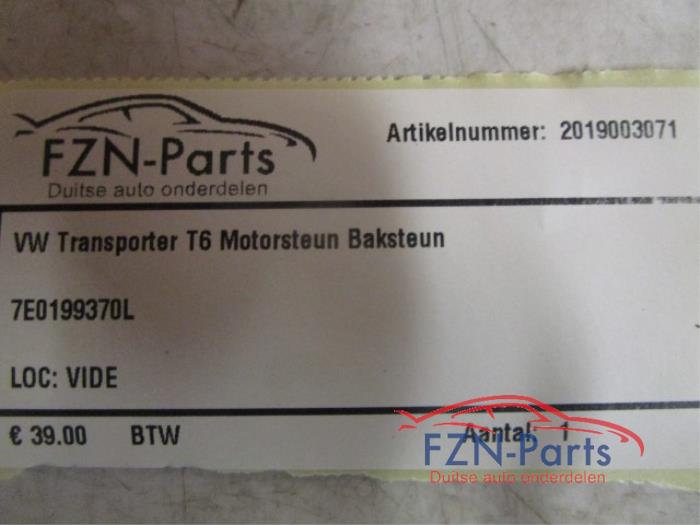 FZN-Parts
Duitse auto onderdelen
Artikelnummer: 2019003071
VW Transporter T6 Motorsteun Baksteun
7E0199370L
LOC: VIDE
€ 39.00 BTW Aantal: 1
FZN-Parts
Duitse auto onderdelen